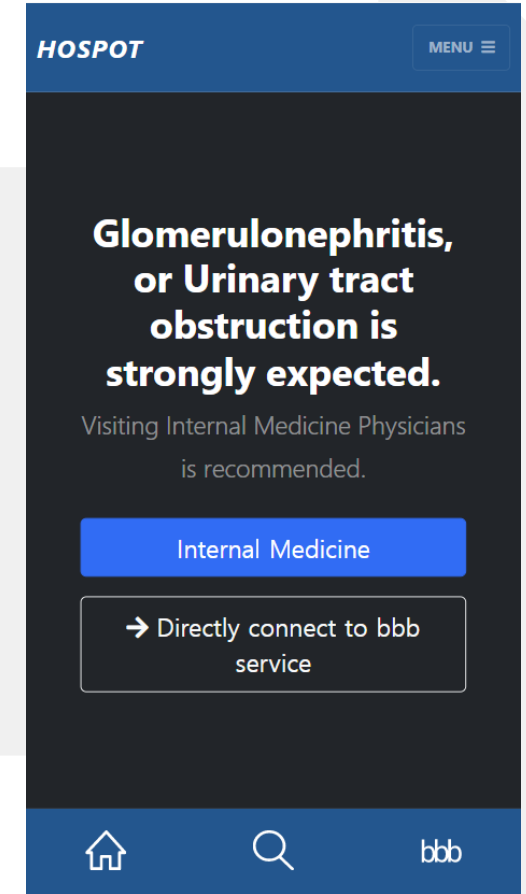 HOSPOT
MENU ☰
Glomerulonephritis,
or Urinary tract
obstruction is
strongly expected.
Visiting Internal Medicine Physicians
is recommended.
Internal Medicine
→ Directly connect to bbb
service
bbb